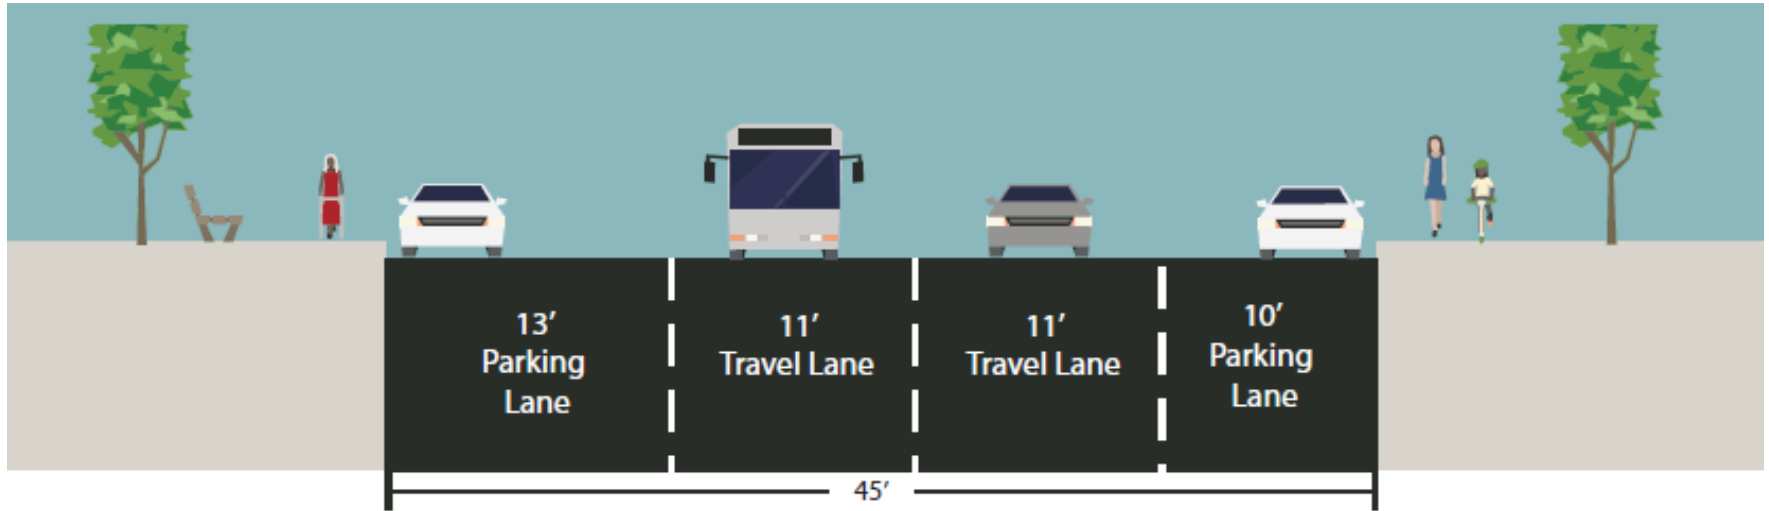 13’
Parking
Lane
11’
Travel Lane
11’
Travel Lane
10’
Parking
Lane
45’